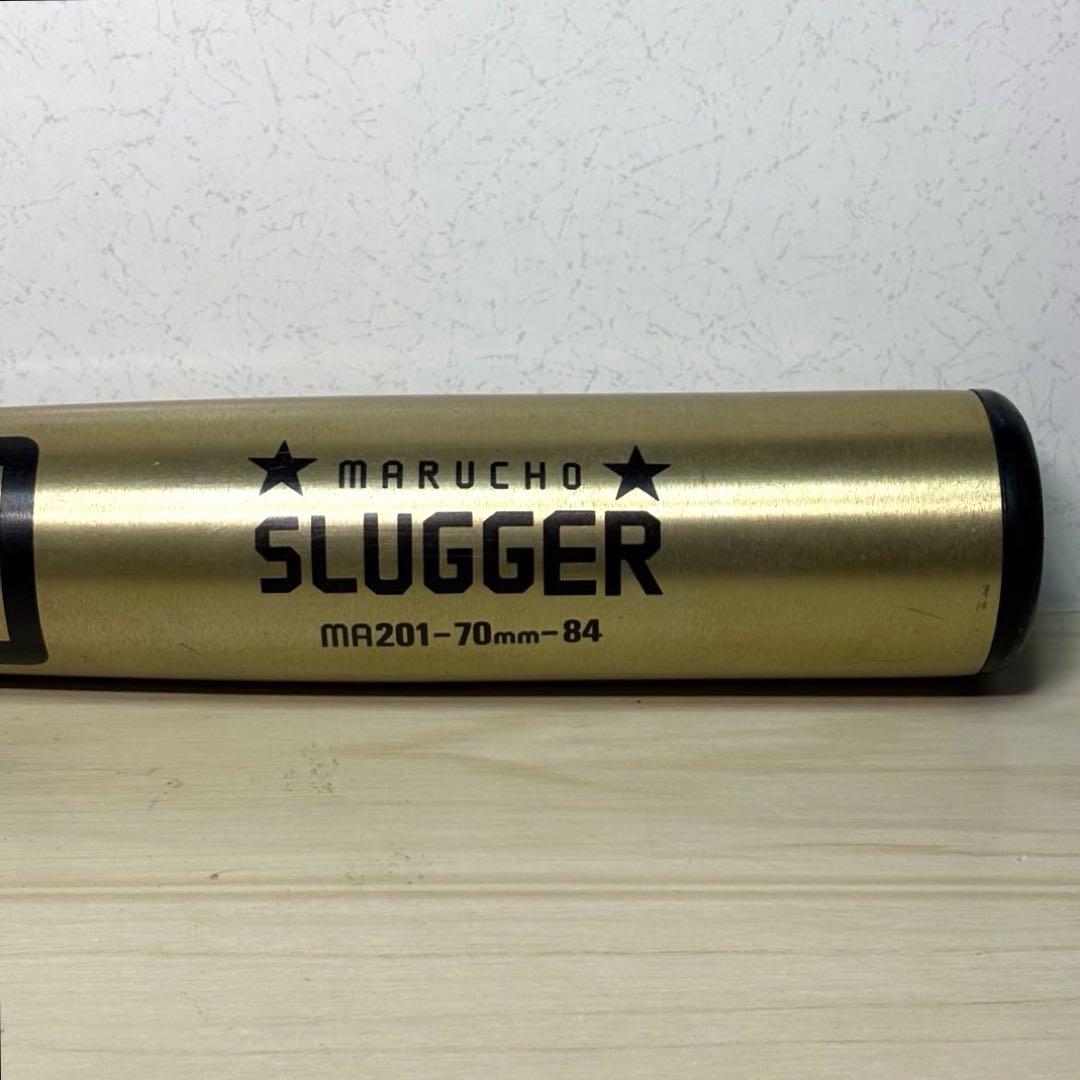 ★ MARUCHO ★
SLUGGER
MA201-70mm-84